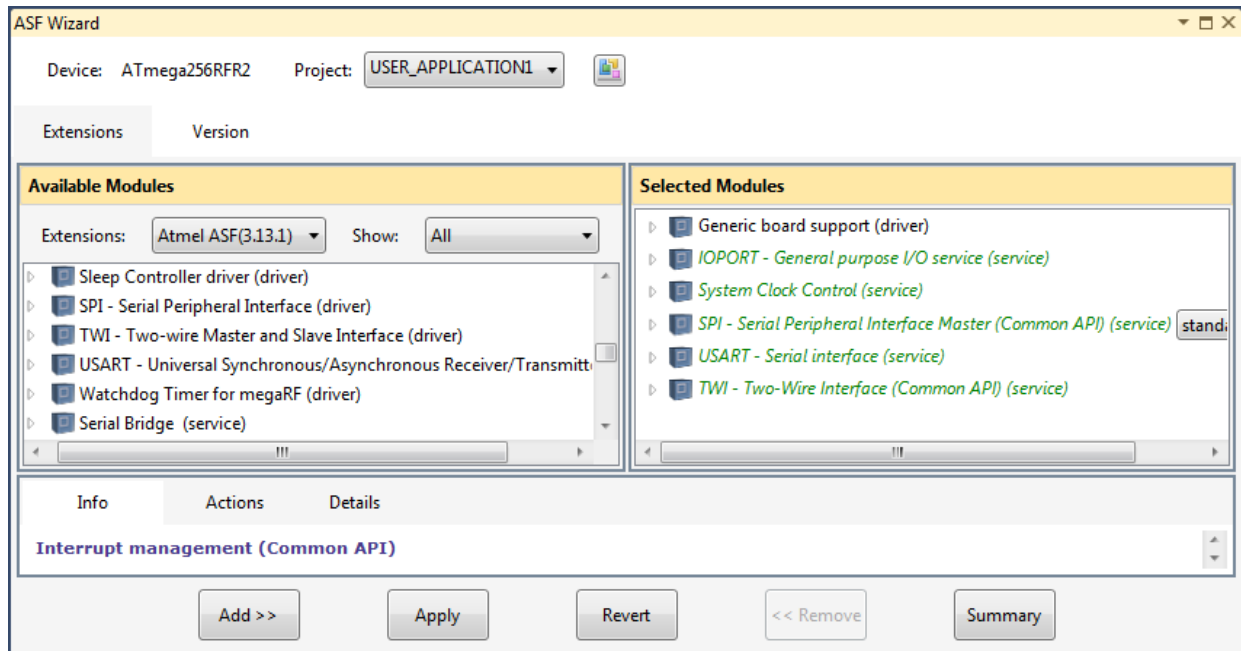 ASF Wizard
Device: ATmega256RFR2 Project: USER_APPLICATION1
Extensions Version
Available Modules
Extensions: Atmel ASF(3.13.1) Show: All
Sleep Controller driver (driver)
SPI - Serial Peripheral Interface (driver)
TWI - Two-wire Master and Slave Interface (driver)
USART - Universal Synchronous/Asynchronous Receiver/Transmitt
Watchdog Timer for megaRF (driver)
Serial Bridge (service)
Selected Modules
Generic board support (driver)
IOPORT - General purpose I/O service (service)
System Clock Control (service)
SPI - Serial Peripheral Interface Master (Common API) (service) standa
USART - Serial interface (service)
TWI - Two-Wire Interface (Common API) (service)
Info Actions Details
Interrupt management (Common API)
Add >> Apply Revert << Remove Summary